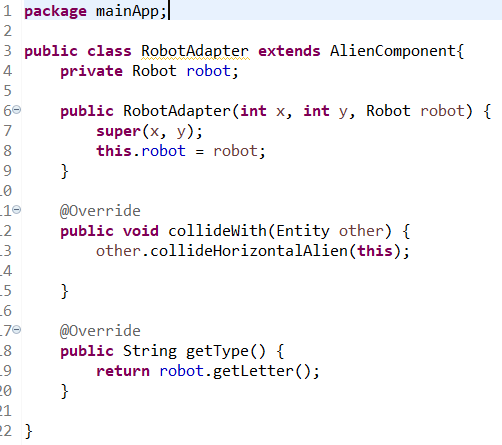 1 package mainApp;
2
3 public class RobotAdapter extends AlienComponent{
4     private Robot robot;
5
6     public RobotAdapter(int x, int y, Robot robot) {
7         super(x, y);
8         this.robot = robot;
9     }
10
11     @Override
12     public void collideWith(Entity other) {
13         other.collideHorizontalAlien(this);
14
15     }
16
17     @Override
18     public String getType() {
19         return robot.getLetter();
20     }
21
22 }